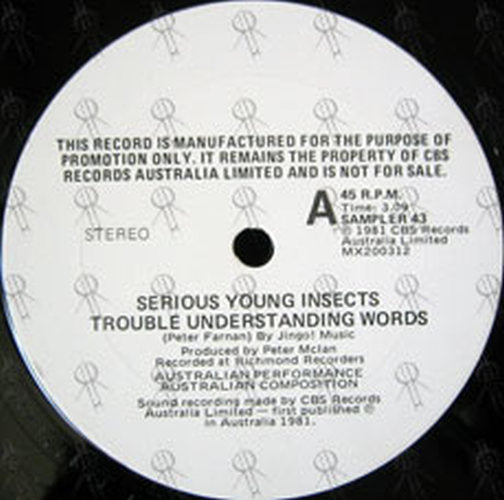 THIS RECORD IS MANUFACTURED FOR THE PURPOSE OF
PROMOTION ONLY. IT REMAINS THE PROPERTY OF CBS
RECORDS AUSTRALIA LIMITED AND IS NOT FOR SALE.
STEREO
A
45 R.P.M.
Time: 3.09
SAMPLER 43
℗ 1981 CBS Records
Australia Limited
MX200312
SERIOUS YOUNG INSECTS
TROUBLE UNDERSTANDING WORDS
(Peter Farnan) By Jingo! Music
Produced by Peter McIan
Recorded at Richmond Recorders
AUSTRALIAN PERFORMANCE
AUSTRALIAN COMPOSITION
Sound recording made by CBS Records
Australia Limited — first published ℗
in Australia 1981.